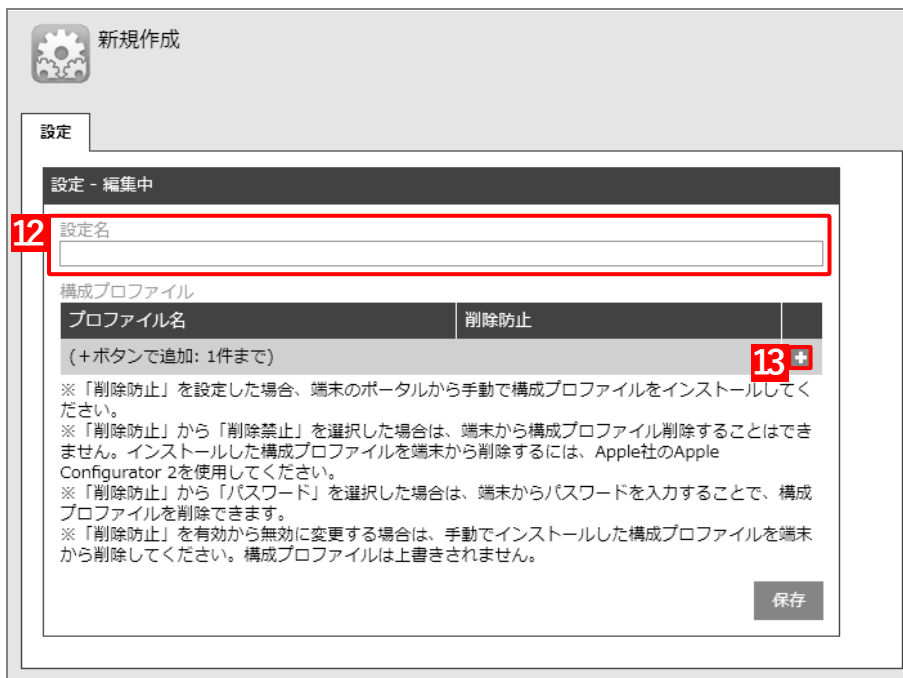 新規作成
設定
設定 - 編集中
12
設定名
構成プロファイル
プロファイル名 削除防止
(+ボタンで追加: 1件まで) 13
※「削除防止」を設定した場合、端末のポータルから手動で構成プロファイルをインストールしてく
ださい。
※「削除防止」から「削除禁止」を選択した場合は、端末から構成プロファイル削除することはでき
ません。インストールした構成プロファイルを端末から削除するには、Apple社のApple
Configurator 2を使用してください。
※「削除防止」から「パスワード」を選択した場合は、端末からパスワードを入力することで、構成
プロファイルを削除できます。
※「削除防止」を有効から無効に変更する場合は、手動でインストールした構成プロファイルを端末
から削除してください。構成プロファイルは上書きされません。
保存